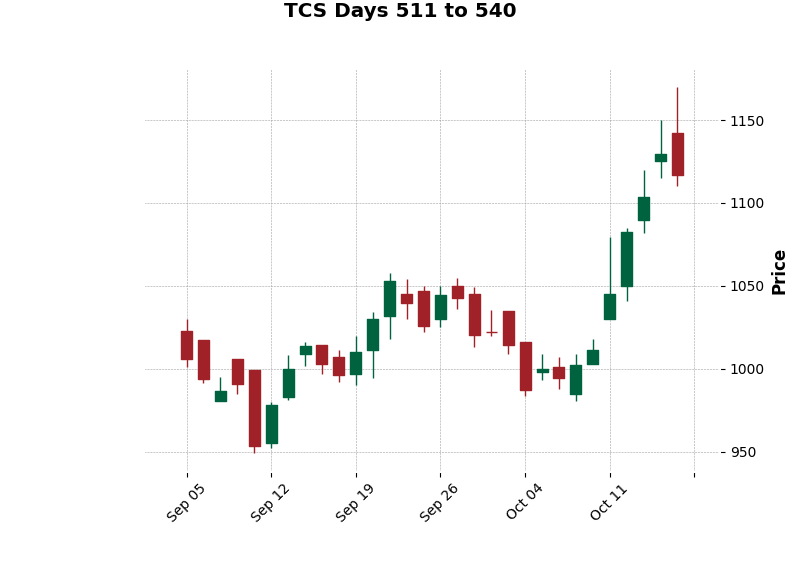 TCS Days 511 to 540
1150
1100
1050
1000
950
Price
Sep 05
Sep 12
Sep 19
Sep 26
Oct 04
Oct 11